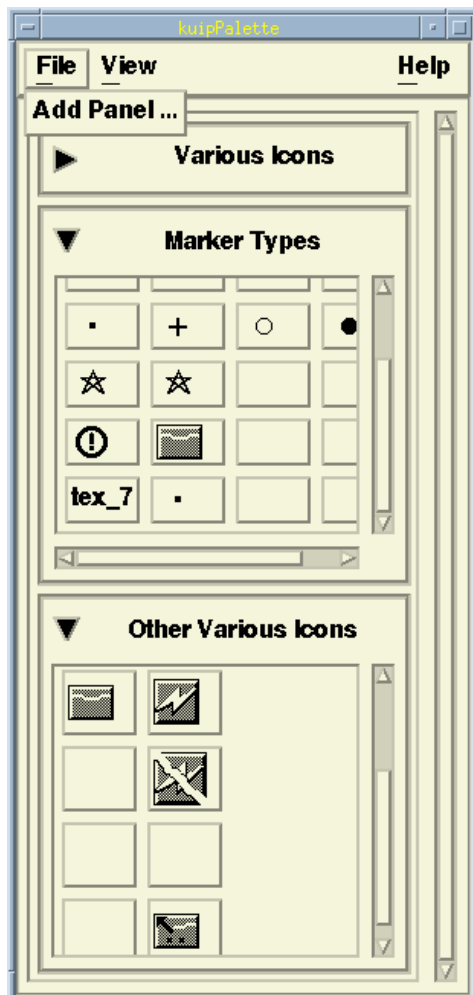 kuipPalette
File View Help
Add Panel ...
Various Icons
Marker Types
tex_7
Other Various Icons